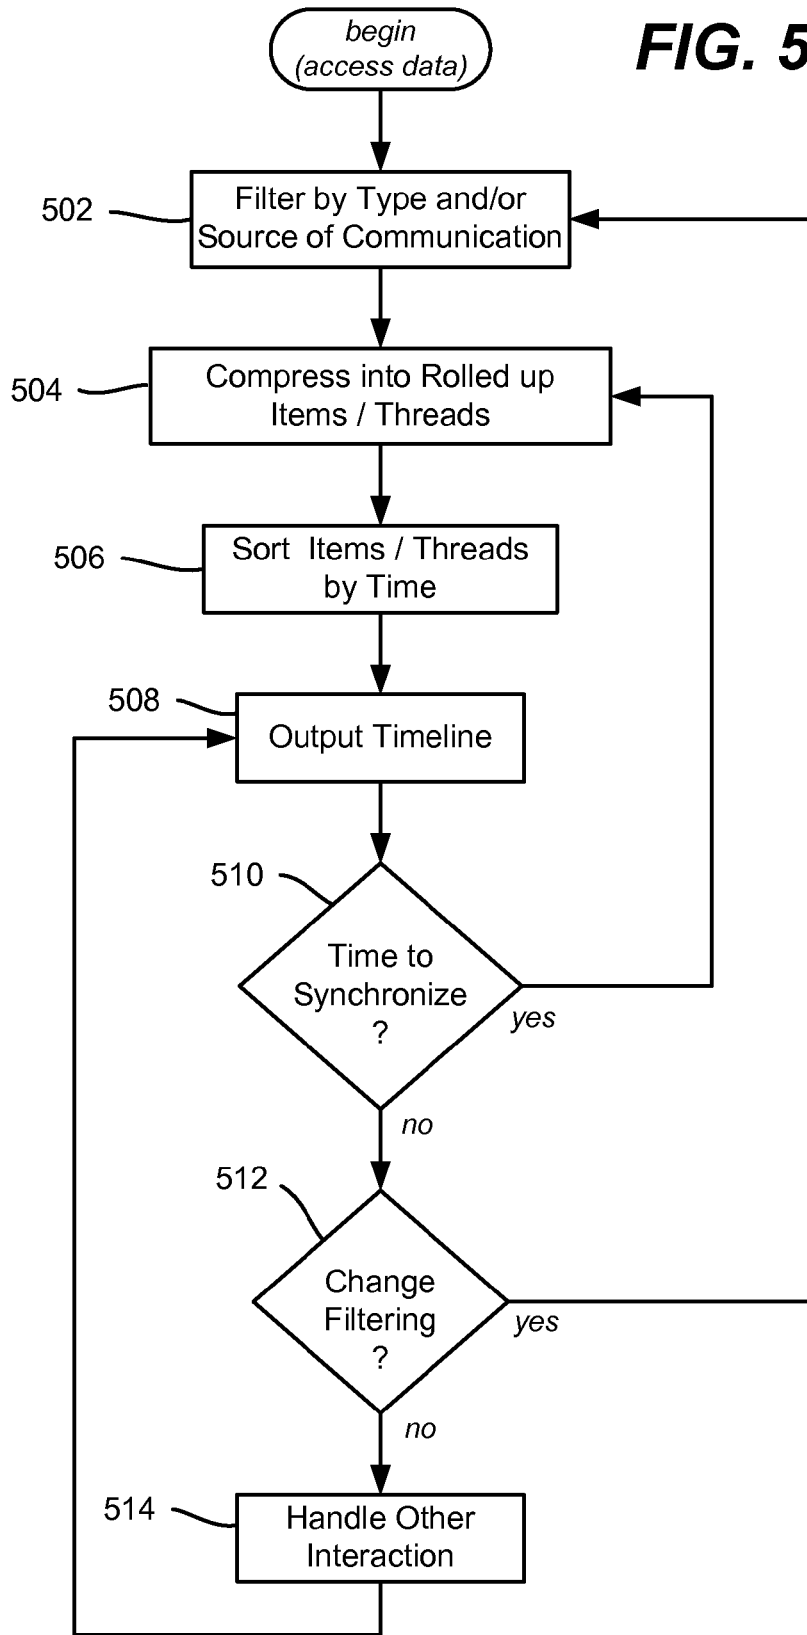 FIG. 5
begin
(access data)
502
Filter by Type and/or
Source of Communication
504
Compress into Rolled up
Items / Threads
506
Sort Items / Threads
by Time
508
Output Timeline
510
Time to
Synchronize
?
yes
no
512
Change
Filtering
?
yes
no
514
Handle Other
Interaction